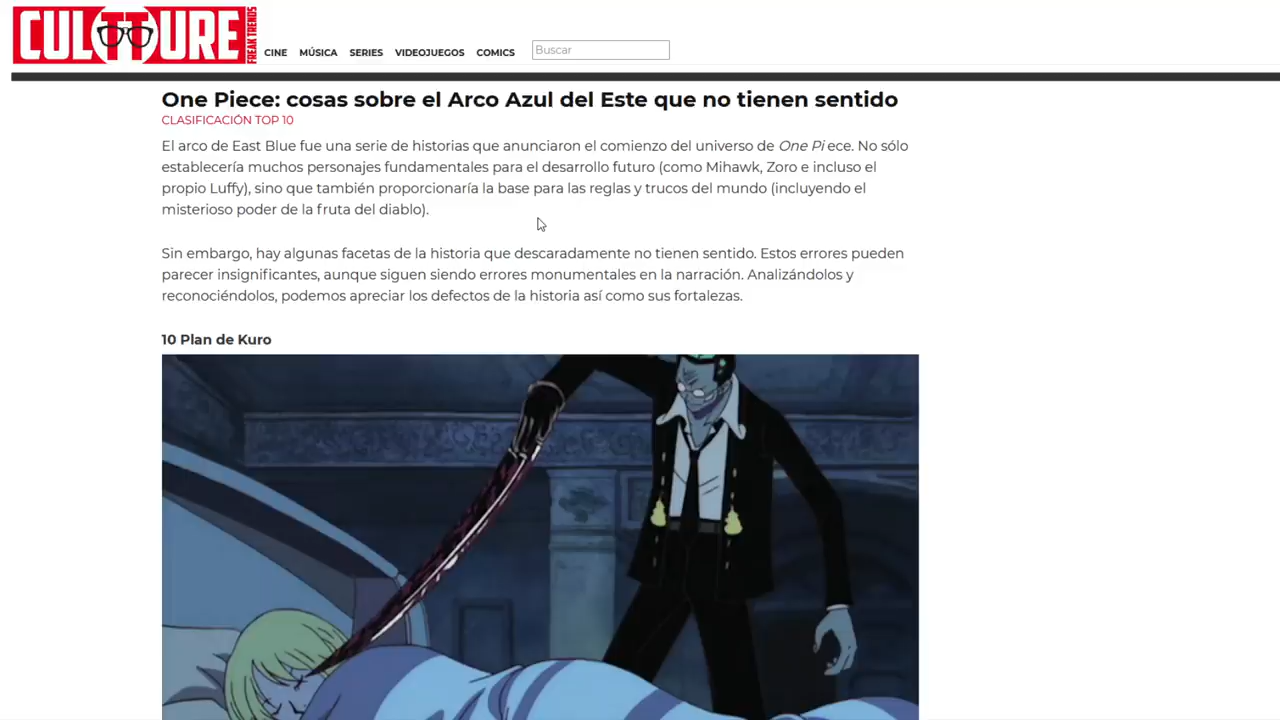 CULTTURE
FREAK TRENDS
CINE MÚSICA SERIES VIDEOJUEGOS COMICS Buscar
One Piece: cosas sobre el Arco Azul del Este que no tienen sentido
CLASIFICACIÓN TOP 10
El arco de East Blue fue una serie de historias que anunciaron el comienzo del universo de One Pi ece. No sólo
establecería muchos personajes fundamentales para el desarrollo futuro (como Mihawk, Zoro e incluso el
propio Luffy), sino que también proporcionaría la base para las reglas y trucos del mundo (incluyendo el
misterioso poder de la fruta del diablo).
Sin embargo, hay algunas facetas de la historia que descaradamente no tienen sentido. Estos errores pueden
parecer insignificantes, aunque siguen siendo errores monumentales en la narración. Analizándolos y
reconociéndolos, podemos apreciar los defectos de la historia así como sus fortalezas.
10 Plan de Kuro